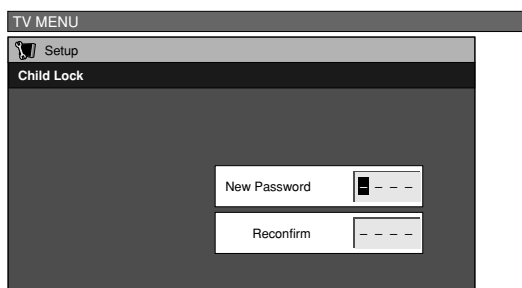 TV MENU
Setup
Child Lock
New Password – – – –
Reconfirm – – – –